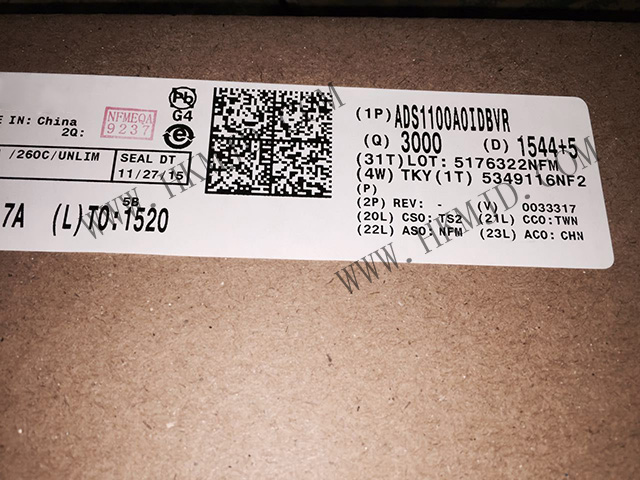 E IN: China
2Q:
NFMEQA
9237
Pb
G4
e
/260C/UNLIM
SEAL DT
11/27/15
5B
7A (L)TO:1520
(1P)ADS1100A0IDBVR
(Q) 3000 (D) 1544+5
(31T)LOT: 5176322NFM
(4W) TKY(1T) 5349116NF2
(P)
(2P) REV: - (V) 0033317
(20L) CSO:TS2 (21L) CCO:TWN
(22L) ASO:NFM (23L) ACO: CHN
WWW.HKMJD.COM
WWW.HKMJD.COM